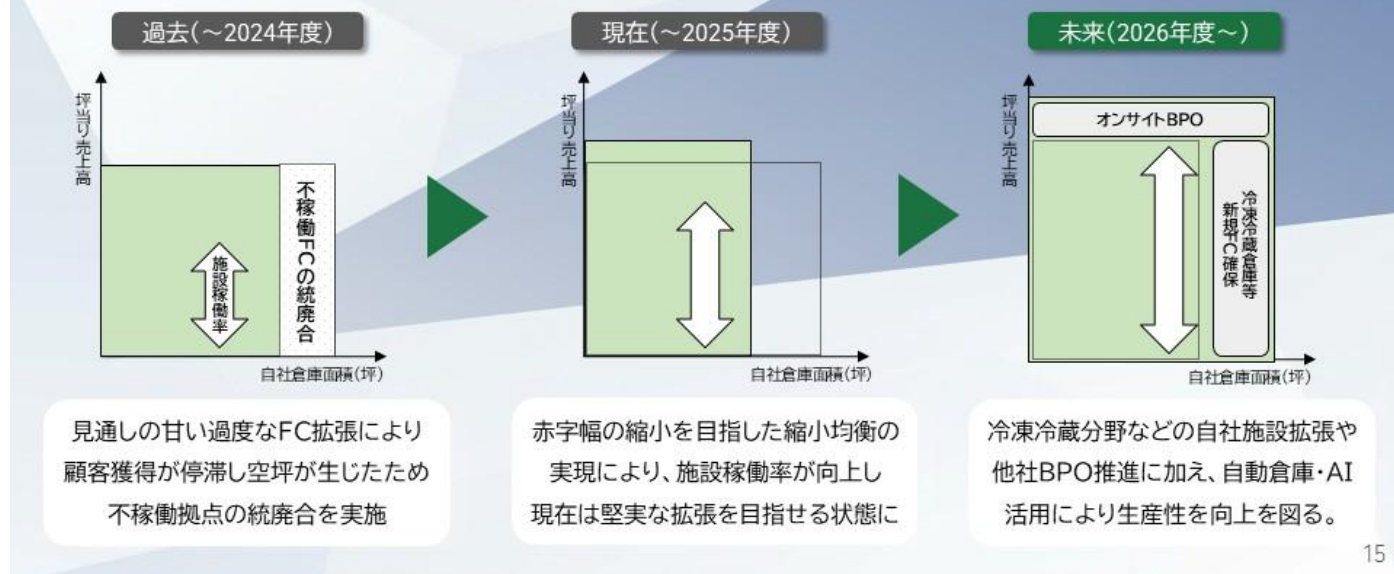 過去(～2024年度)
坪当り売上高
施設稼働率
不稼働FCの統廃合
自社倉庫面積(坪)
見通しの甘い過度なFC拡張により
顧客獲得が停滞し空坪が生じたため
不稼働拠点の統廃合を実施
現在(～2025年度)
坪当り売上高
自社倉庫面積(坪)
赤字幅の縮小を目指した縮小均衡の
実現により、施設稼働率が向上し
現在は堅実な拡張を目指せる状態に
未来(2026年度～)
坪当り売上高
オンサイトBPO
冷凍冷蔵倉庫等
新規FC確保
自社倉庫面積(坪)
冷凍冷蔵分野などの自社施設拡張や
他社BPO推進に加え、自動倉庫・AI
活用により生産性を向上を図る。
15